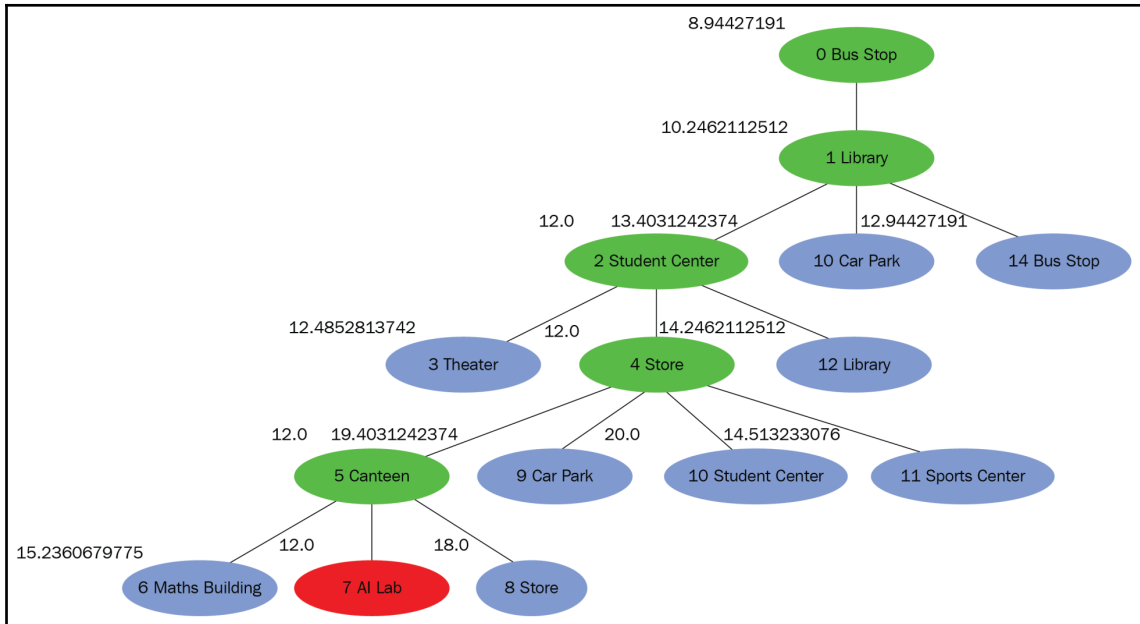 8.94427191
0 Bus Stop
10.2462112512
1 Library
12.0 13.4031242374 12.94427191
2 Student Center 10 Car Park 14 Bus Stop
12.4852813742 12.0 14.2462112512
3 Theater 4 Store 12 Library
12.0 19.4031242374 20.0 14.513233076
5 Canteen 9 Car Park 10 Student Center 11 Sports Center
15.2360679775 12.0 18.0
6 Maths Building 7 AI Lab 8 Store